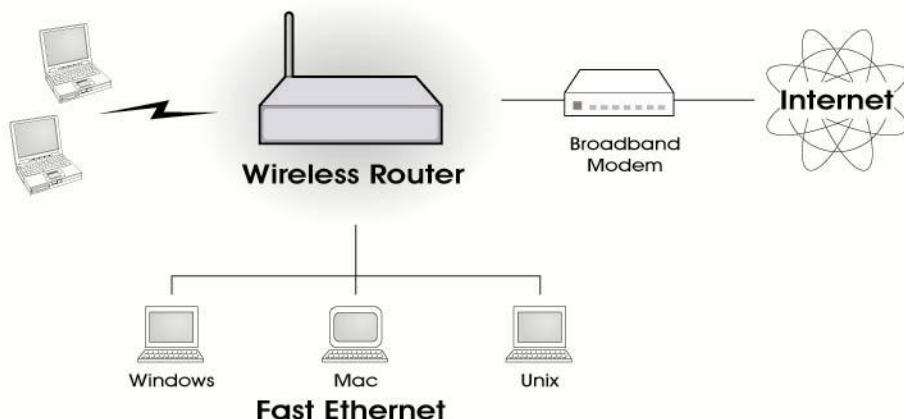 Internet
Broadband
Modem
Wireless Router
Windows
Mac
Unix
Fast Ethernet